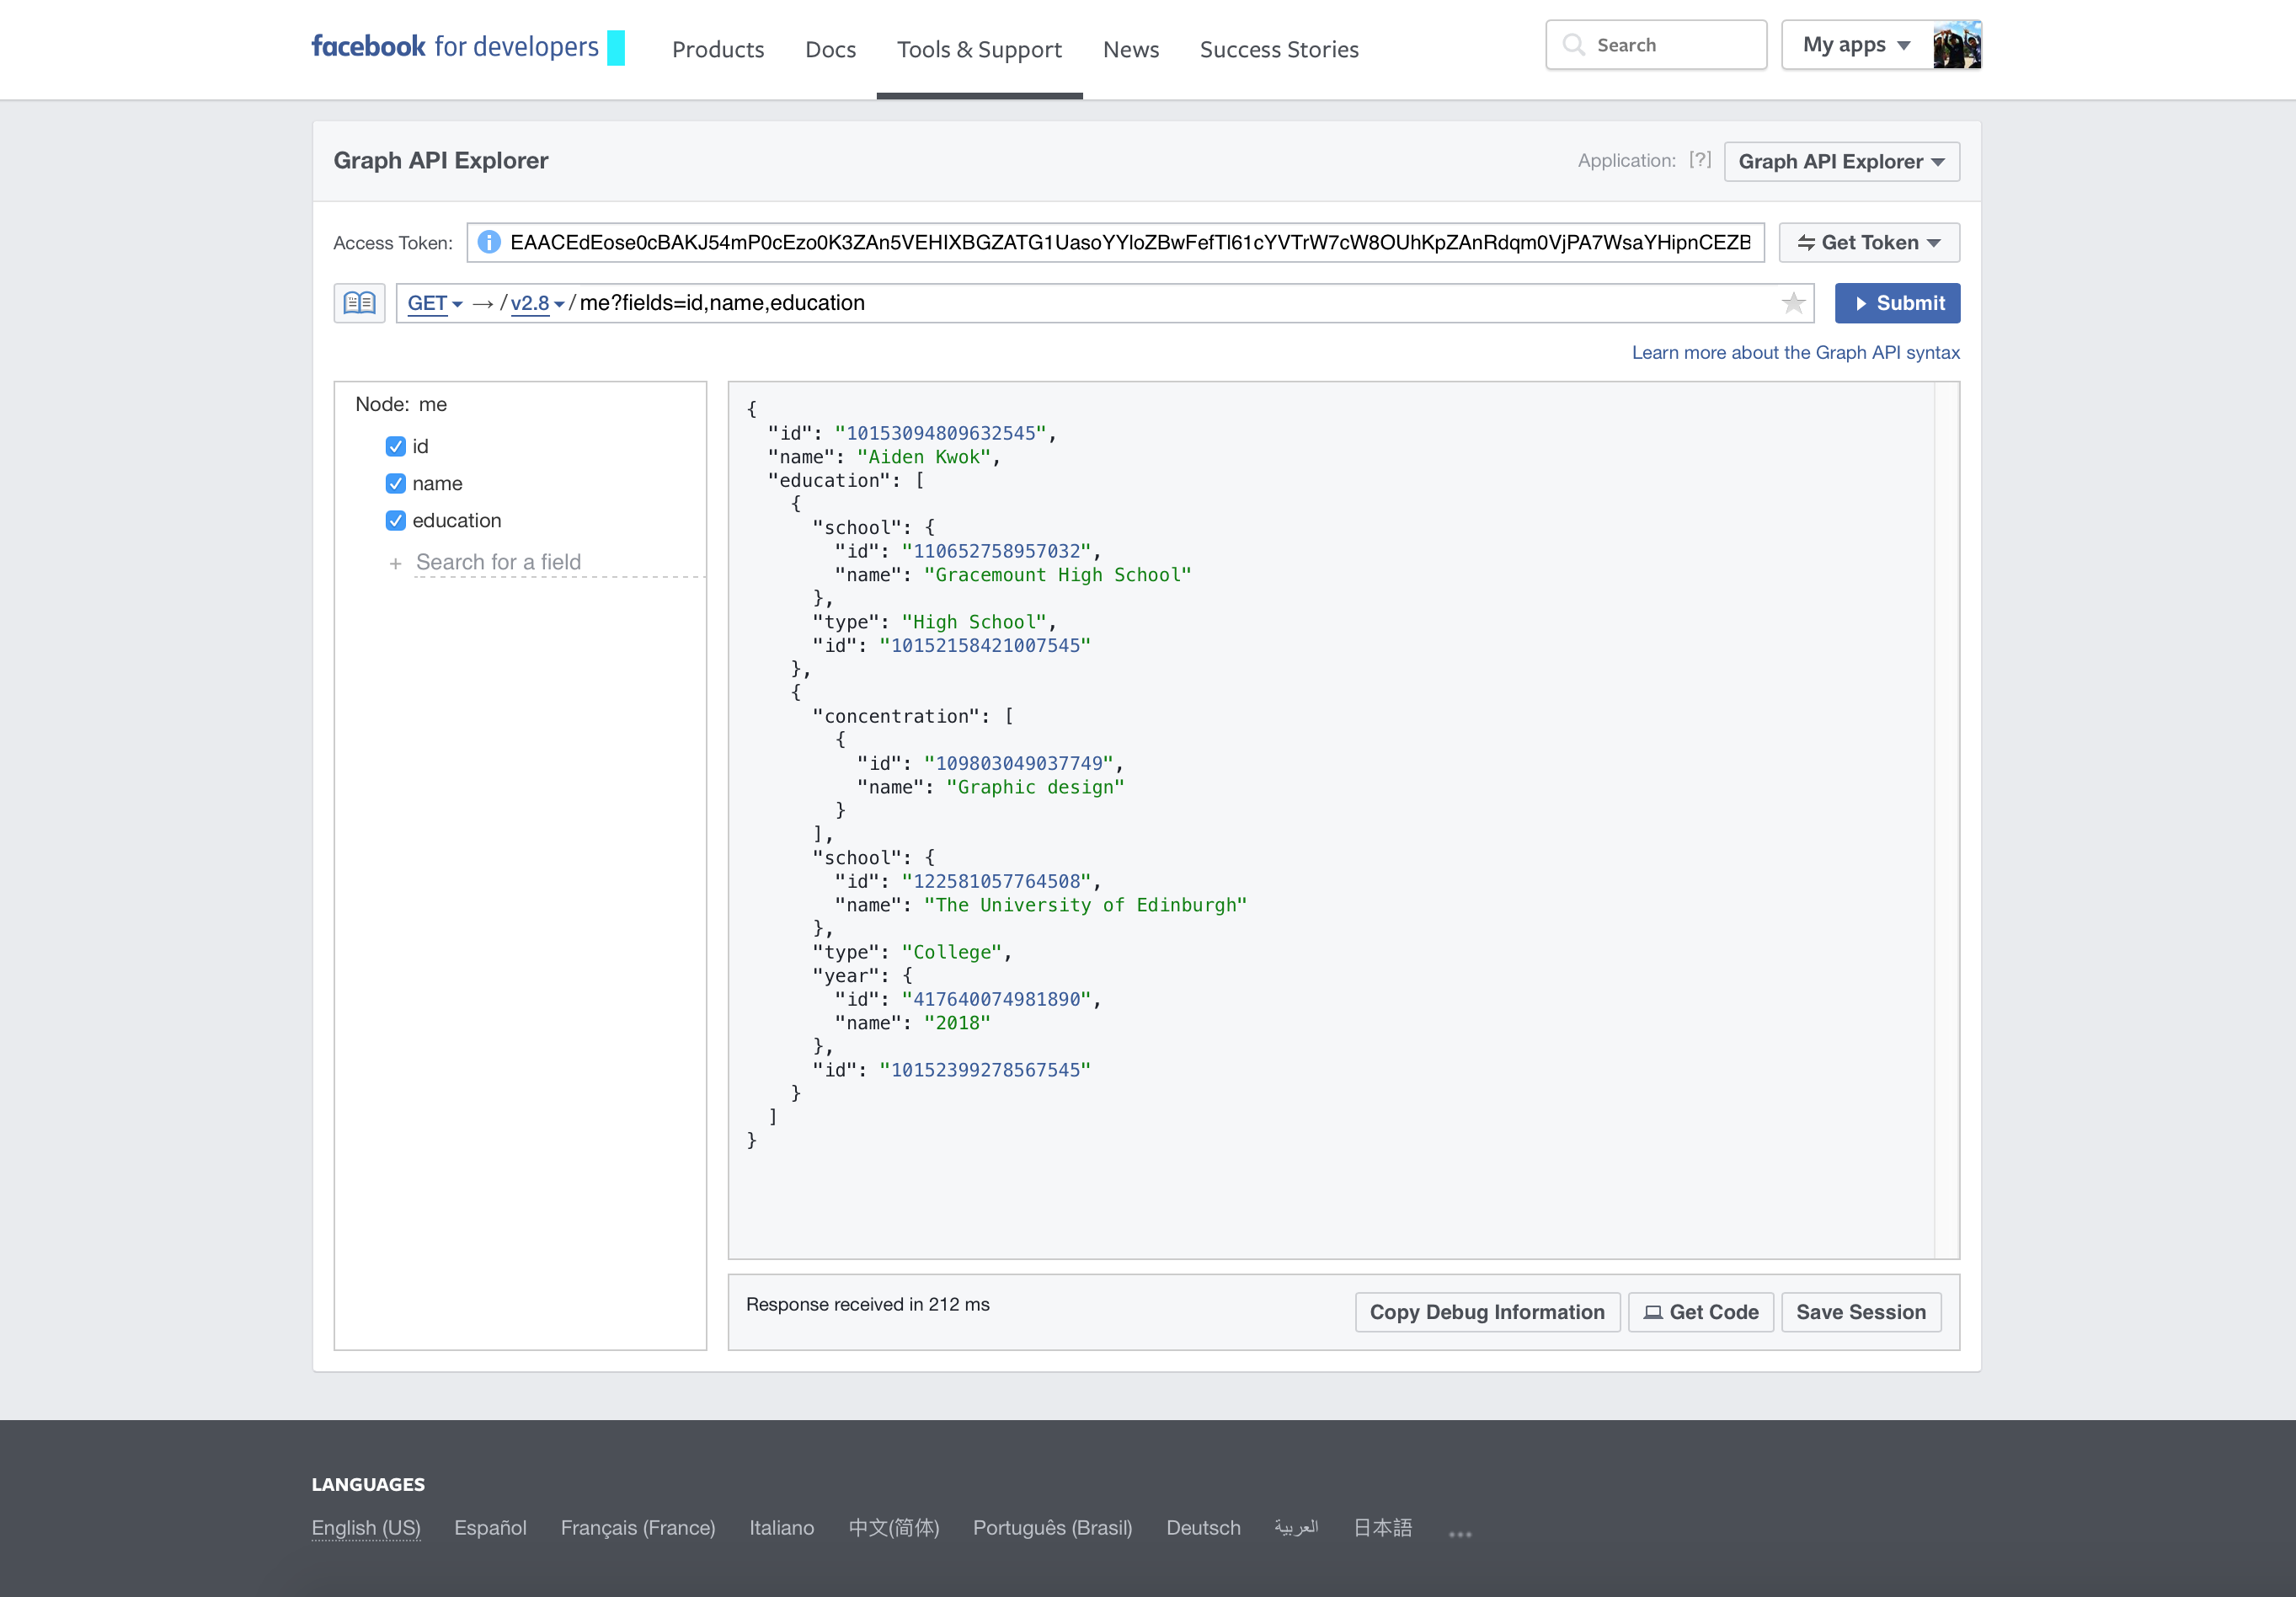 facebook for developers Products Docs Tools & Support News Success Stories Search My apps
Graph API Explorer Application: [?] Graph API Explorer
Access Token: EAACEdEose0cBAKJ54mP0cEzo0K3ZAn5VEHIXBGZATG1UasoYYloZBwFefTl61cYVTrW7cW8OUhKpZAnRdqm0VjPA7WsaYHipnCEZB Get Token
GET → / v2.8 / me?fields=id,name,education Submit
Learn more about the Graph API syntax
Node: me
id
name
education
+ Search for a field
{
"id": "10153094809632545",
"name": "Aiden Kwok",
"education": [
{
"school": {
"id": "110652758957032",
"name": "Gracemount High School"
},
"type": "High School",
"id": "10152158421007545"
},
{
"concentration": [
{
"id": "109803049037749",
"name": "Graphic design"
}
],
"school": {
"id": "122581057764508",
"name": "The University of Edinburgh"
},
"type": "College",
"year": {
"id": "417640074981890",
"name": "2018"
},
"id": "10152399278567545"
}
]
}
Response received in 212 ms Copy Debug Information Get Code Save Session
LANGUAGES
English (US) Español Français (France) Italiano 中文(简体) Português (Brasil) Deutsch العربية 日本語 ...